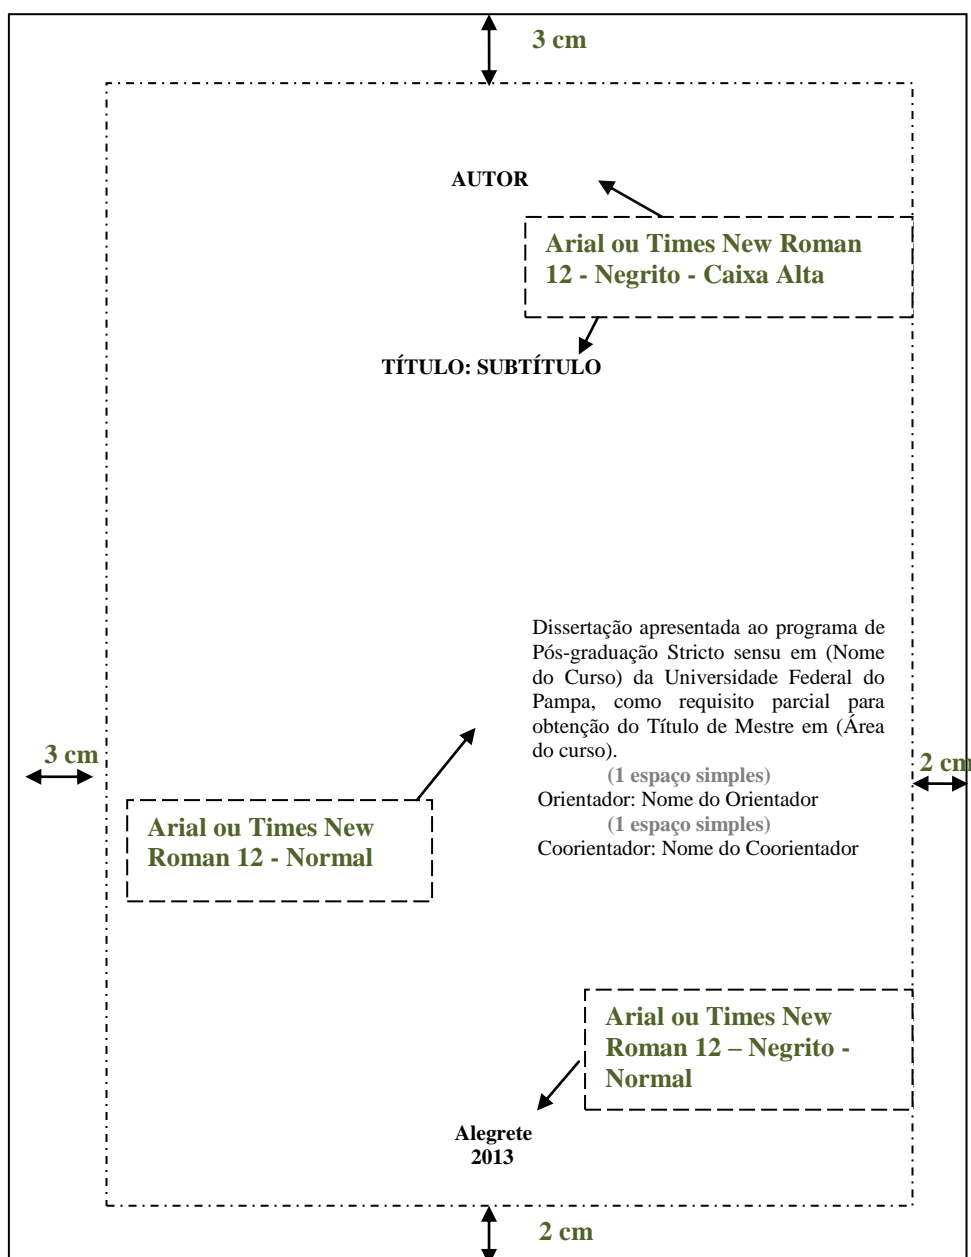 3 cm
AUTOR
Arial ou Times New Roman
12 - Negrito - Caixa Alta
TÍTULO: SUBTÍTULO
Dissertação apresentada ao programa de
Pós-graduação Stricto sensu em (Nome
do Curso) da Universidade Federal do
Pampa, como requisito parcial para
obtenção do Título de Mestre em (Área
do curso).
3 cm
2 cm
(1 espaço simples)
Orientador: Nome do Orientador
(1 espaço simples)
Coorientador: Nome do Coorientador
Arial ou Times New
Roman 12 - Normal
Arial ou Times New
Roman 12 – Negrito -
Normal
Alegrete
2013
2 cm